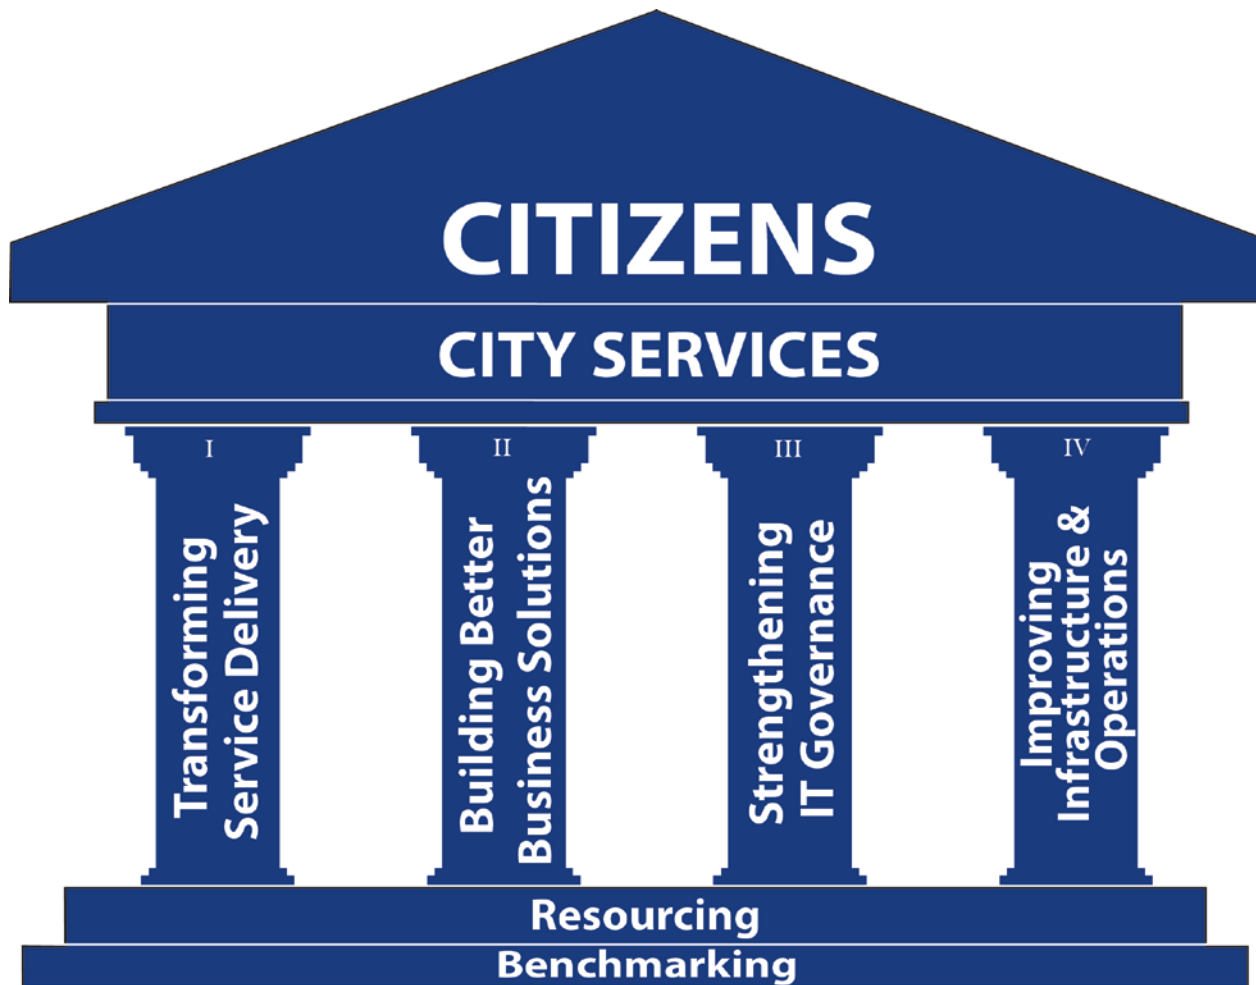 CITIZENS
CITY SERVICES
I
Transforming
Service Delivery
II
Building Better
Business Solutions
III
Strengthening
IT Governance
IV
Improving
Infrastructure &
Operations
Resourcing
Benchmarking